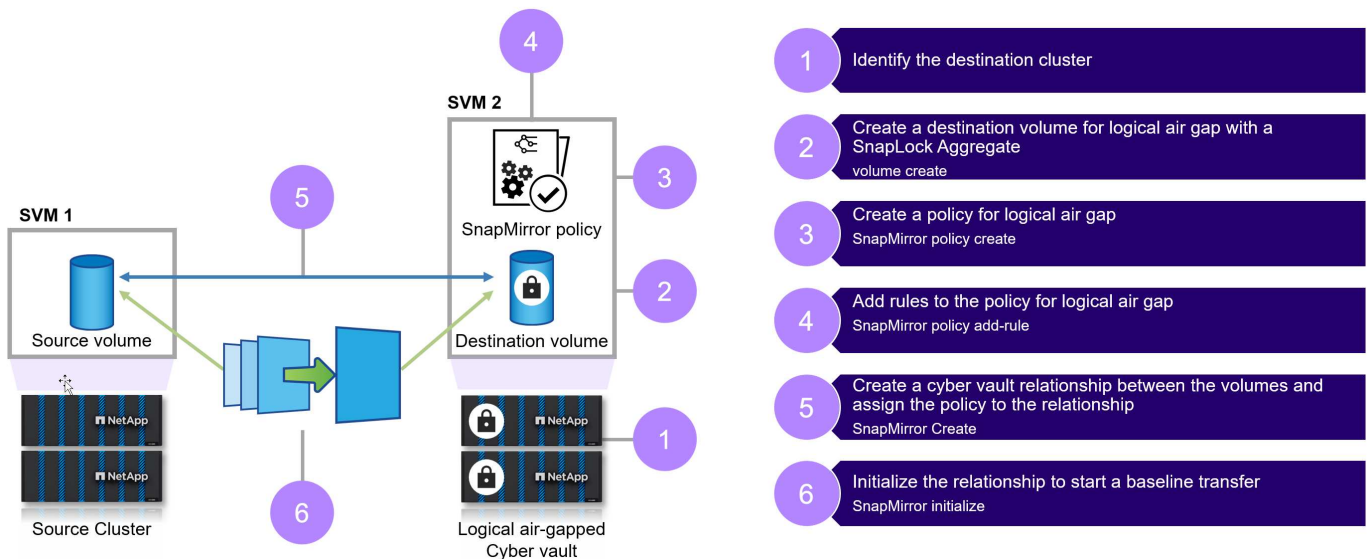 4
SVM 2
3
5
SVM 1
SnapMirror policy
2
Source volume
Destination volume
NetApp
NetApp
1
NetApp
NetApp
6
Source Cluster
Logical air-gapped
Cyber vault
1
Identify the destination cluster
2
Create a destination volume for logical air gap with a
SnapLock Aggregate
volume create
3
Create a policy for logical air gap
SnapMirror policy create
4
Add rules to the policy for logical air gap
SnapMirror policy add-rule
5
Create a cyber vault relationship between the volumes and
assign the policy to the relationship
SnapMirror Create
6
Initialize the relationship to start a baseline transfer
SnapMirror initialize